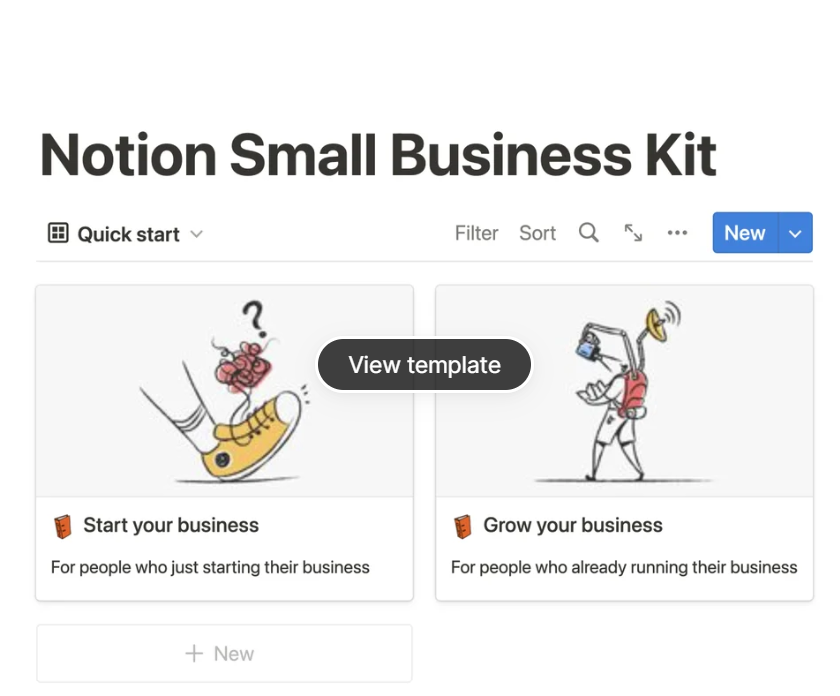 Notion Small Business Kit
Quick start
Filter Sort
New
?
View template
Start your business
For people who just starting their business
Grow your business
For people who already running their business
+ New